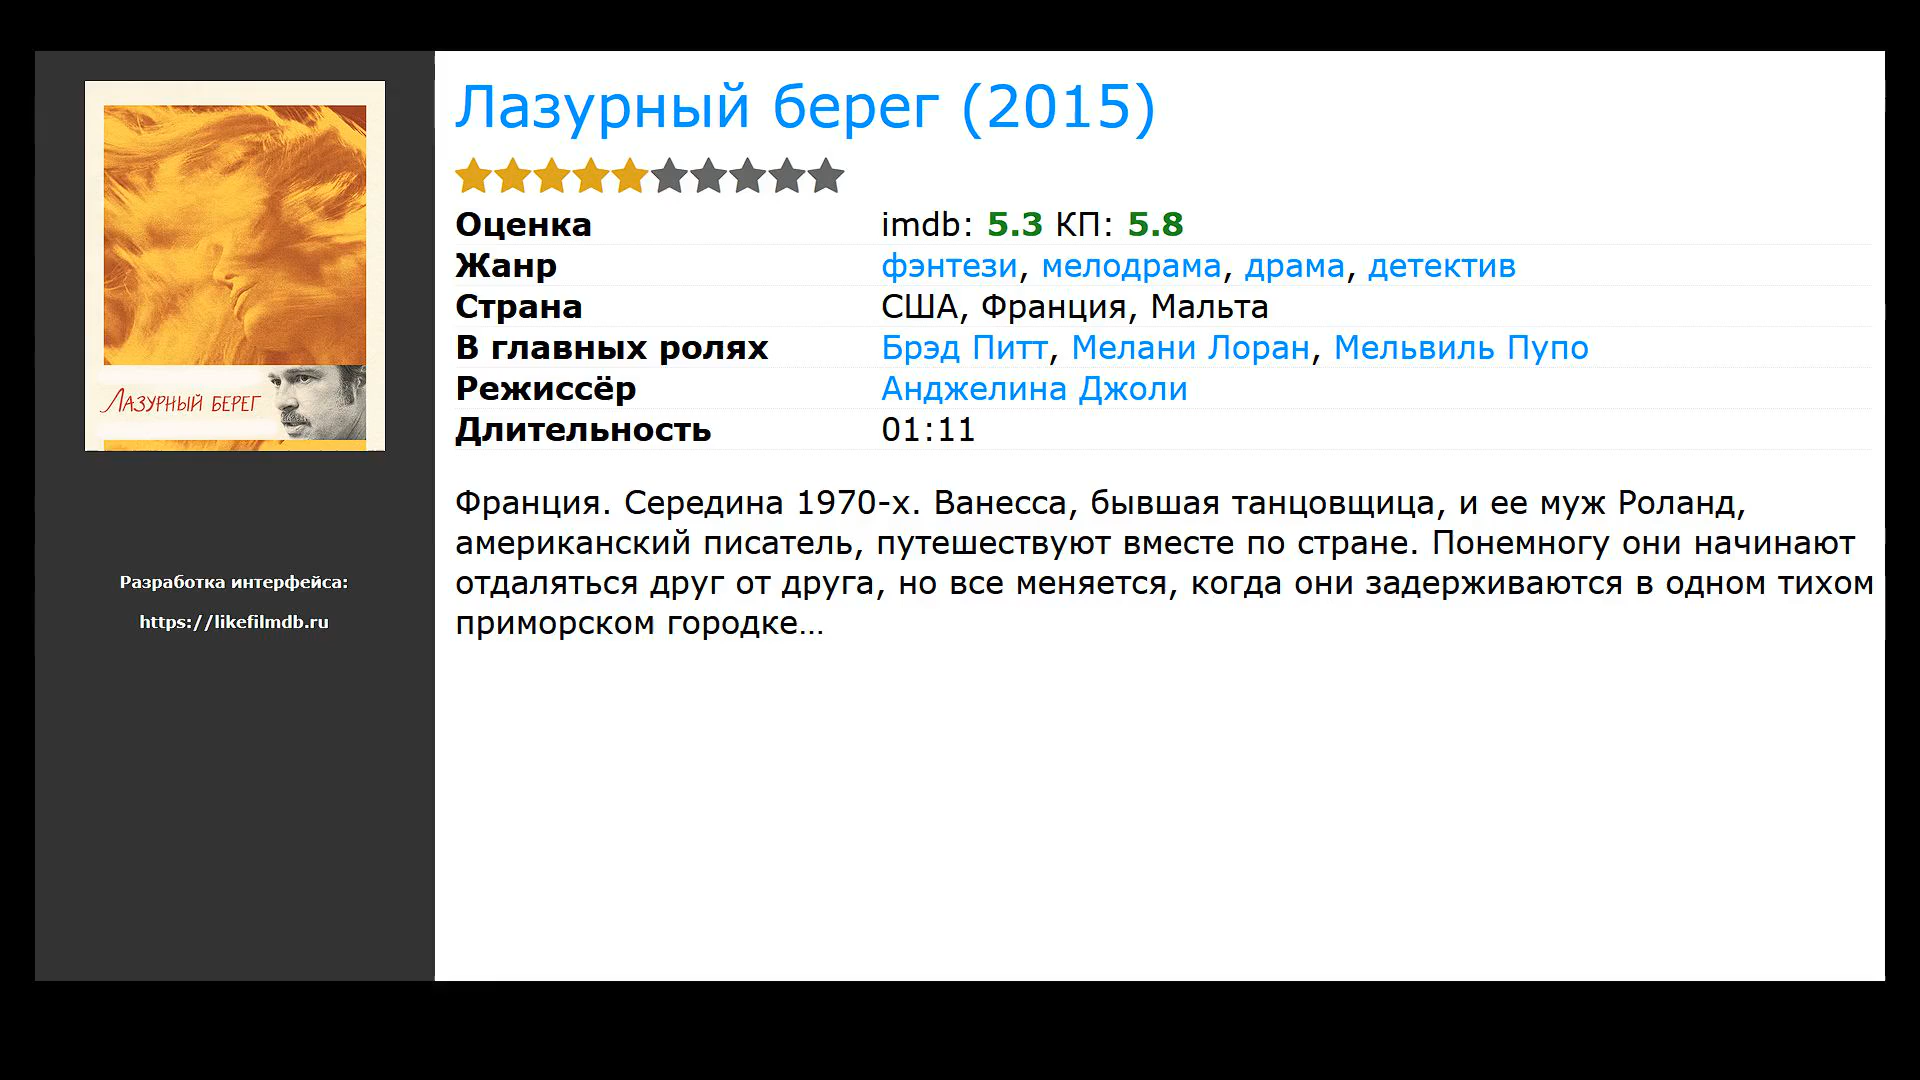 Лазурный берег
Разработка интерфейса:
https://likefilmdb.ru
Лазурный берег (2015)
Оценка imdb: 5.3 КП: 5.8
Жанр фэнтези, мелодрама, драма, детектив
Страна США, Франция, Мальта
В главных ролях Брэд Питт, Мелани Лоран, Мельвиль Пупо
Режиссёр Анджелина Джоли
Длительность 01:11
Франция. Середина 1970-х. Ванесса, бывшая танцовщица, и ее муж Роланд,
американский писатель, путешествуют вместе по стране. Понемногу они начинают
отдаляться друг от друга, но все меняется, когда они задерживаются в одном тихом
приморском городке…